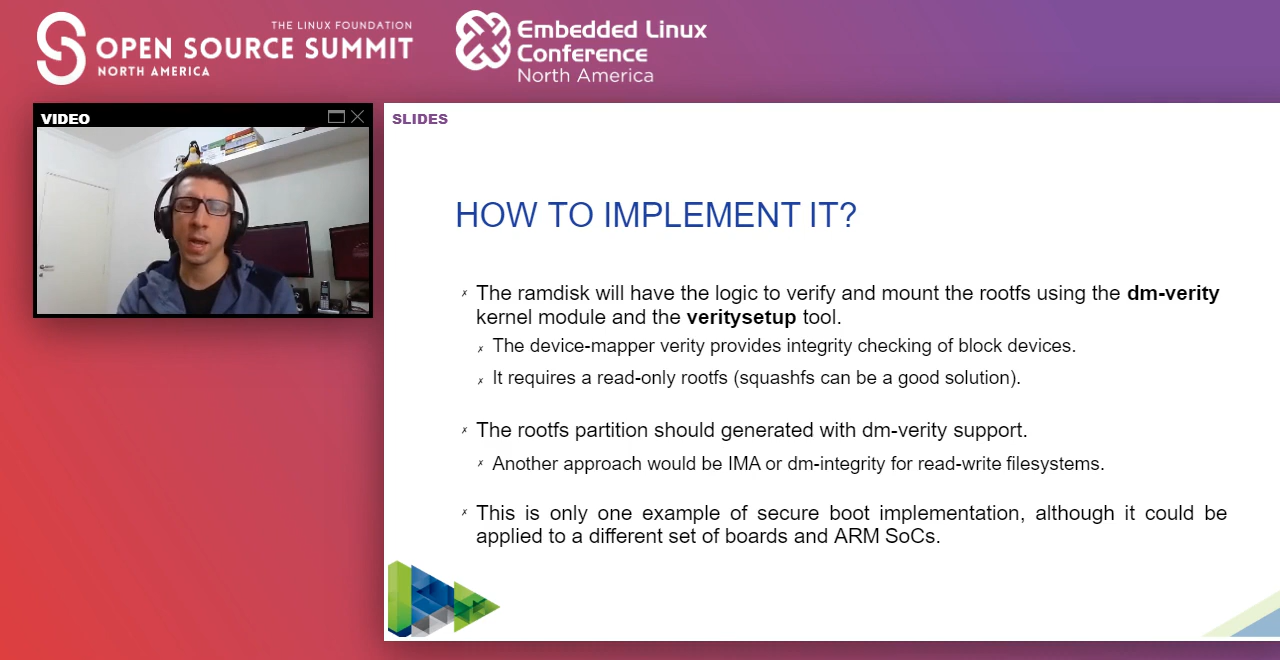 THE LINUX FOUNDATION
OPEN SOURCE SUMMIT
NORTH AMERICA
Embedded Linux
Conference
North America
VIDEO
SLIDES
HOW TO IMPLEMENT IT?
The ramdisk will have the logic to verify and mount the rootfs using the dm-verity
kernel module and the veritysetup tool.
The device-mapper verity provides integrity checking of block devices.
It requires a read-only rootfs (squashfs can be a good solution).
The rootfs partition should generated with dm-verity support.
Another approach would be IMA or dm-integrity for read-write filesystems.
This is only one example of secure boot implementation, although it could be
applied to a different set of boards and ARM SoCs.